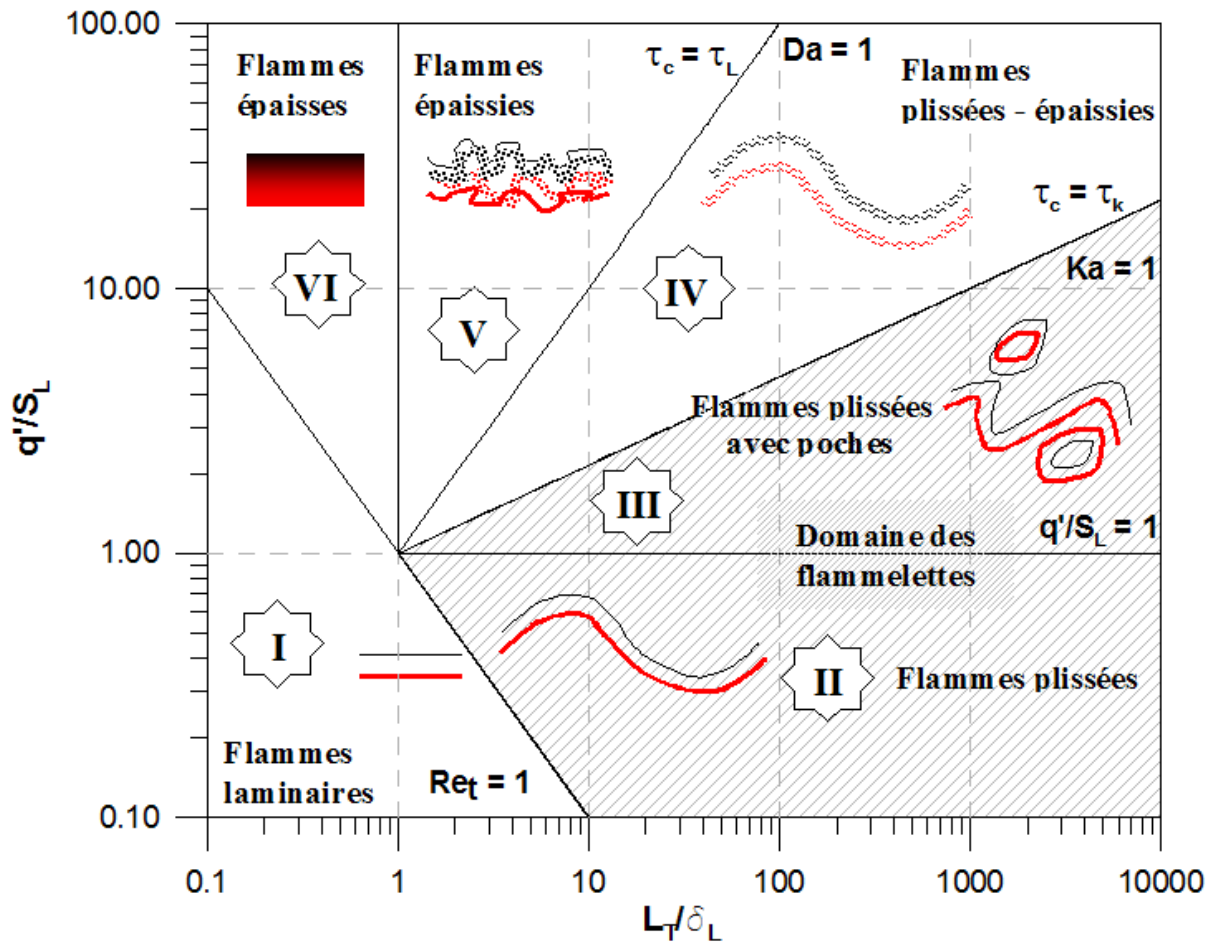 100.00
Flammes
épaisses
Flammes
épaissies
τc = τL
Da = 1
Flammes
plissées - épaissies
τc = τk
Ka = 1
VI
V
IV
10.00
q'/SL
Flammes plissées
avec poches
III
q'/SL = 1
1.00
Domaine des
flammelettes
I
II
Flammes plissées
Flammes
laminaires
Ret = 1
0.10
0.1
1
10
100
1000
10000
LT/δL